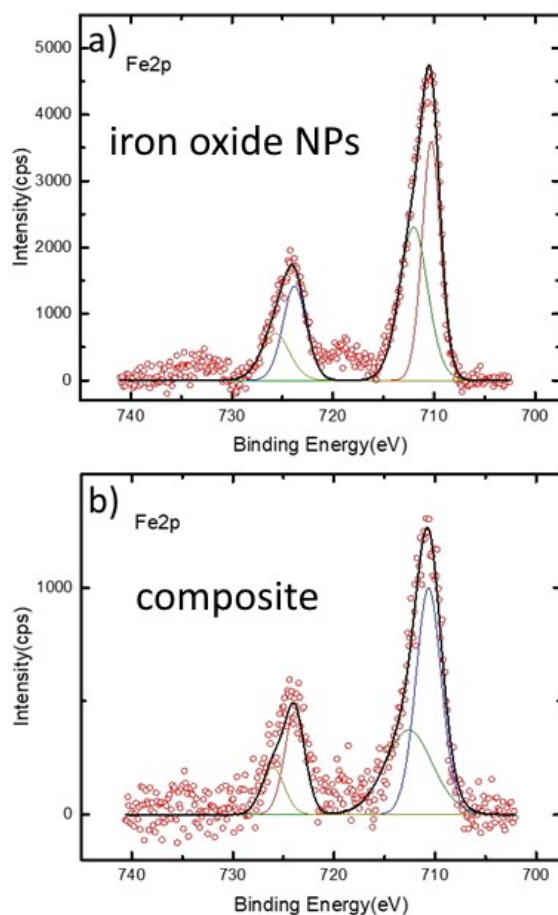 a)
Fe2p
iron oxide NPs
Intensity(cps)
5000
4000
3000
2000
1000
0
740 730 720 710 700
Binding Energy(eV)
b)
Fe2p
composite
Intensity(cps)
1000
0
740 730 720 710 700
Binding Energy(eV)